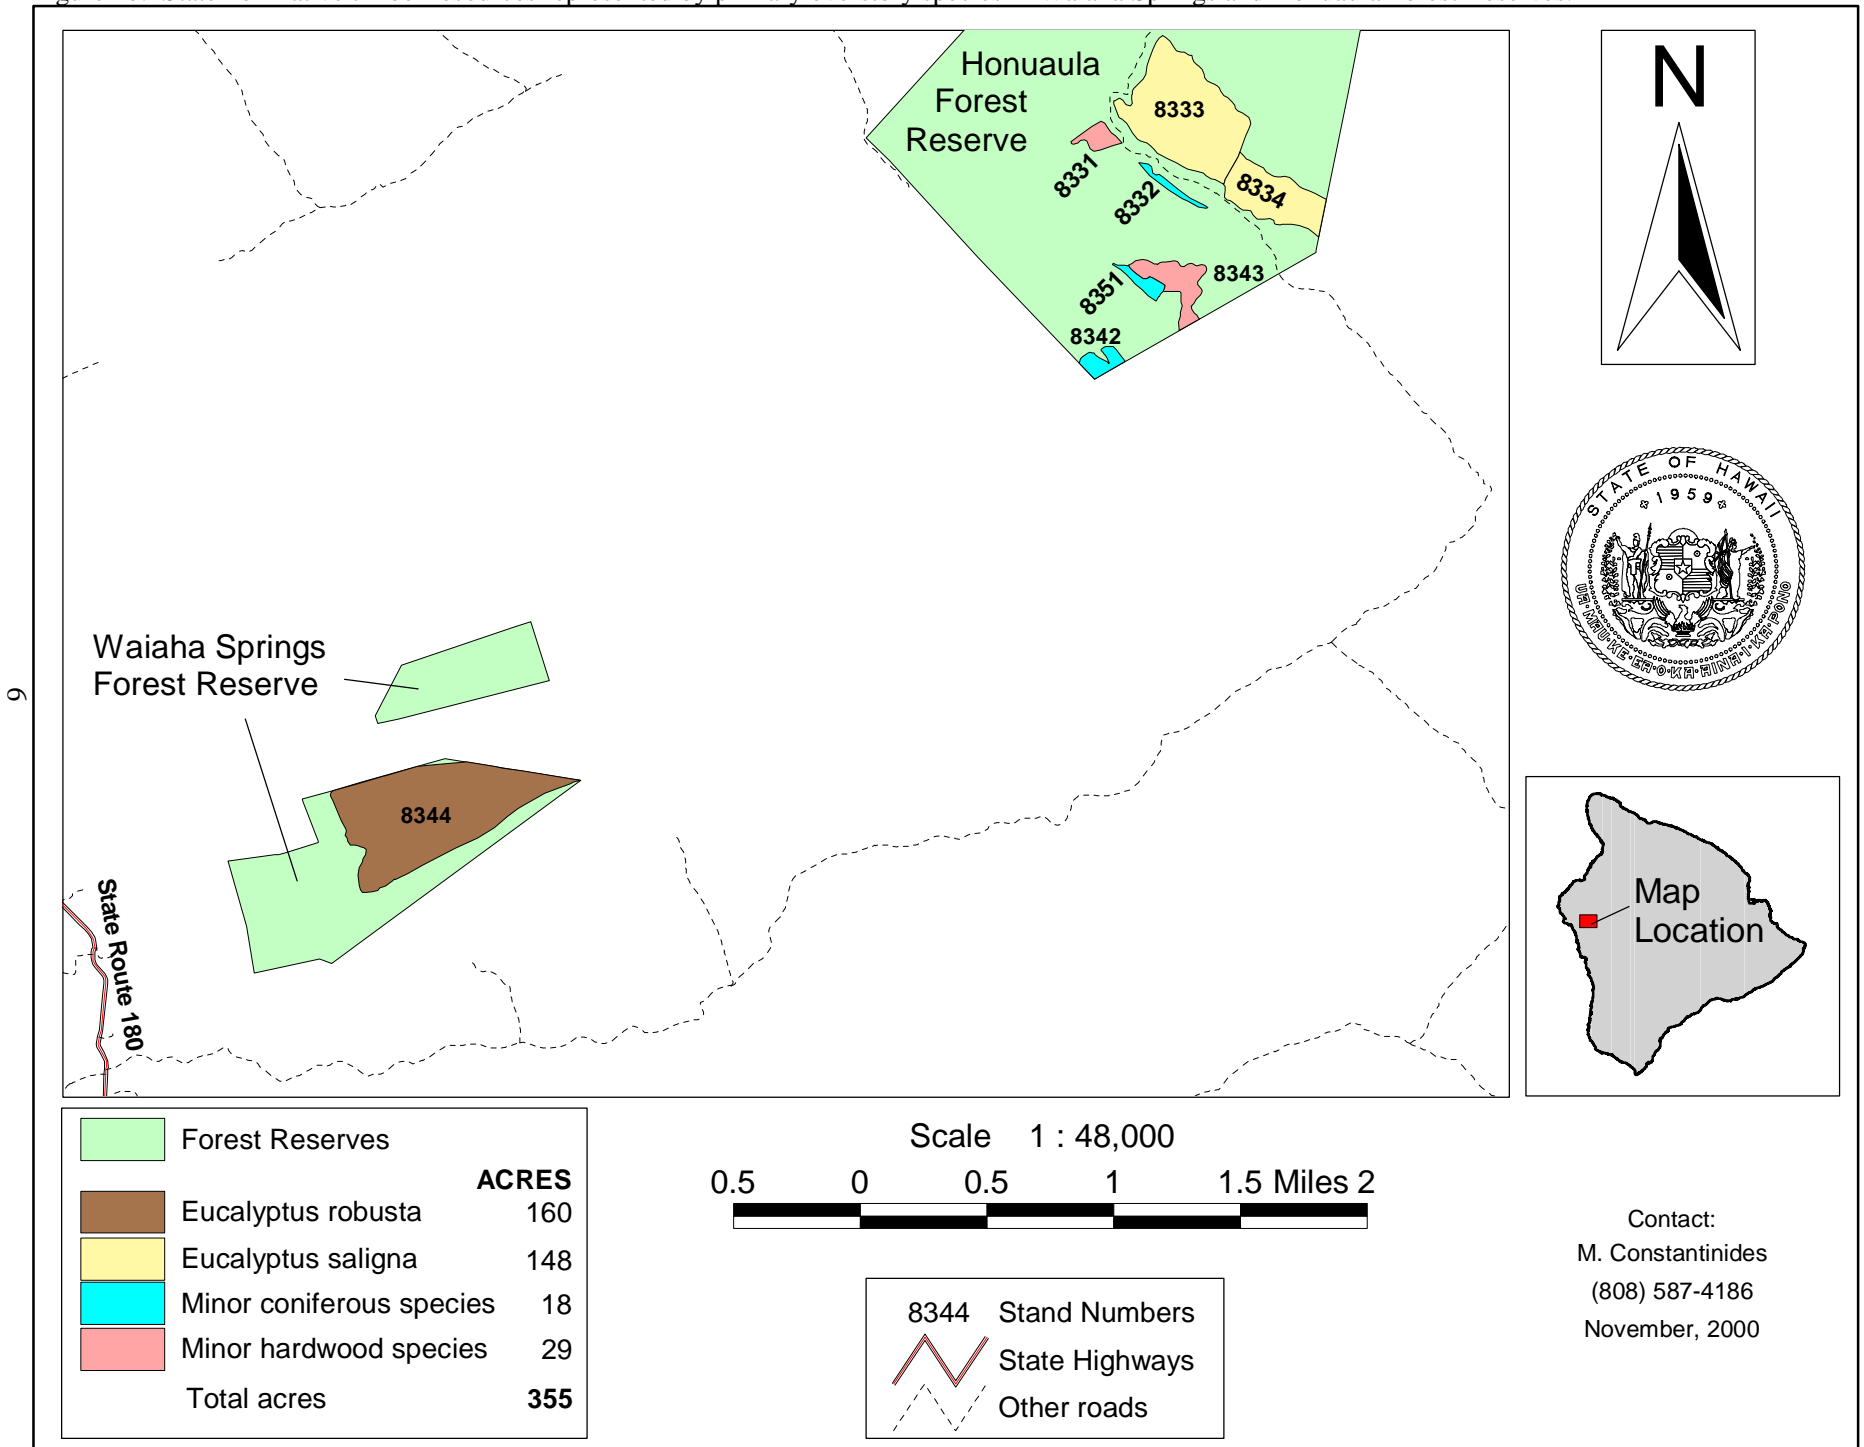 Honuaula
Forest
Reserve
8333
8331
8332
8334
8351
8343
8342
N
STATE OF HAWAII
1959
UA·MAU·KE·EA·O·KA·AINA·I·KA·PONO
Waiaha Springs
Forest Reserve
8344
State Route 180
Map
Location
9
Forest Reserves
ACRES
Eucalyptus robusta 160
Eucalyptus saligna 148
Minor coniferous species 18
Minor hardwood species 29
Total acres 355
Scale 1 : 48,000
0.5 0 0.5 1 1.5 Miles 2
8344 Stand Numbers
State Highways
Other roads
Contact:
M. Constantinides
(808) 587-4186
November, 2000